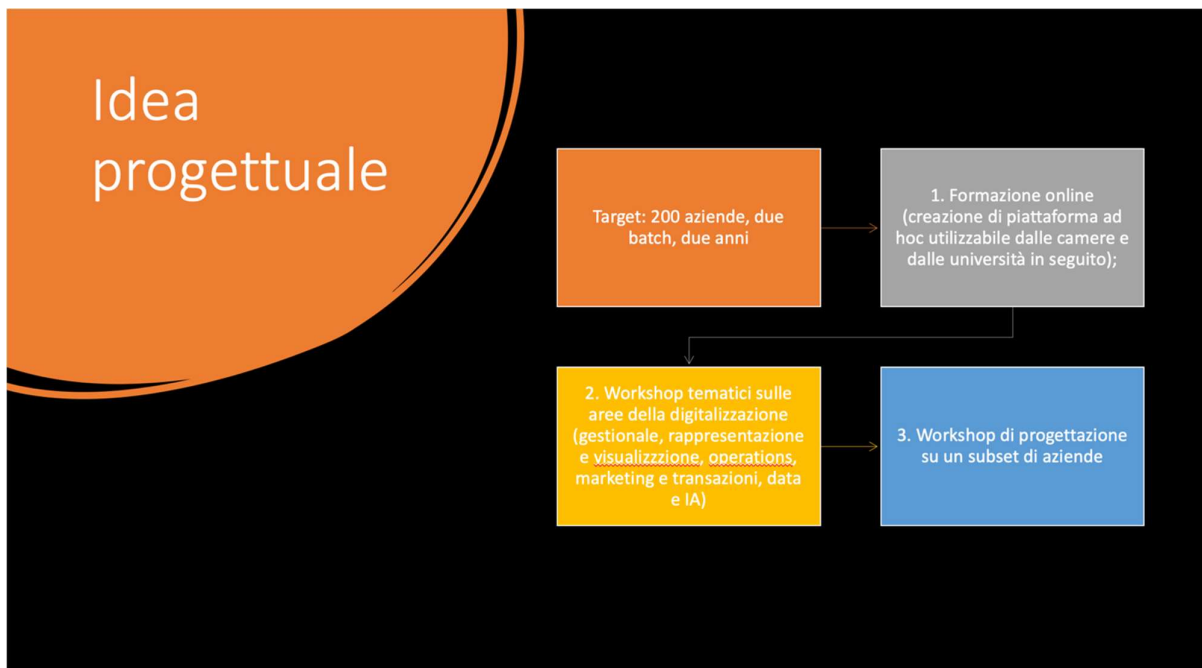 Idea
progettuale
Target: 200 aziende, due
batch, due anni
1. Formazione online
(creazione di piattaforma ad
hoc utilizzabile dalle camere e
dalle università in seguito);
2. Workshop tematici sulle
aree della digitalizzazione
(gestionale, rappresentazione
e visualizzzione, operations,
marketing e transazioni, data
e IA)
3. Workshop di progettazione
su un subset di aziende